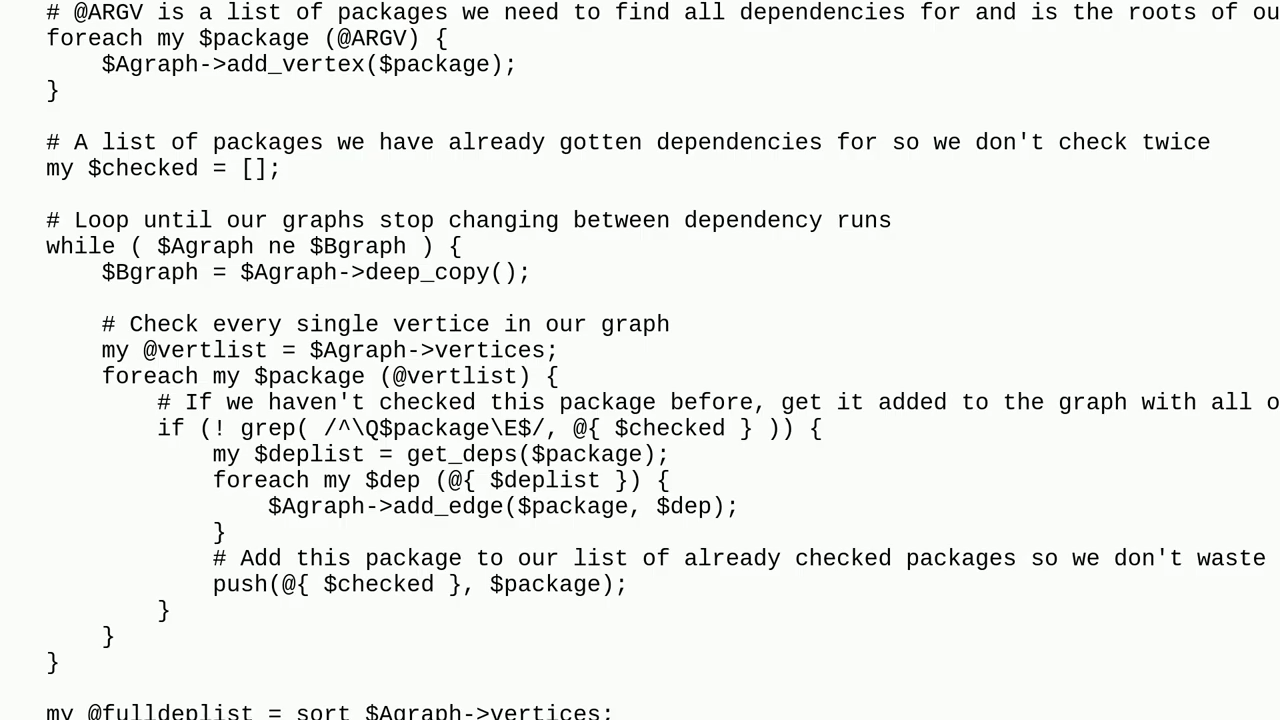 # @ARGV is a list of packages we need to find all dependencies for and is the roots of
foreach my $package (@ARGV) {
    $Agraph->add_vertex($package);
}

# A list of packages we have already gotten dependencies for so we don't check twice
my $checked = [];

# Loop until our graphs stop changing between dependency runs
while ( $Agraph ne $Bgraph ) {
    $Bgraph = $Agraph->deep_copy();

    # Check every single vertice in our graph
    my @vertlist = $Agraph->vertices;
    foreach my $package (@vertlist) {
        # If we haven't checked this package before, get it added to the graph with all
        if (! grep( /^\Q$package\E$/, @{ $checked } )) {
            my $deplist = get_deps($package);
            foreach my $dep (@{ $deplist }) {
                $Agraph->add_edge($package, $dep);
            }
            # Add this package to our list of already checked packages so we don't waste
            push(@{ $checked }, $package);
        }
    }
}

my @fulldeplist = sort $Agraph->vertices;